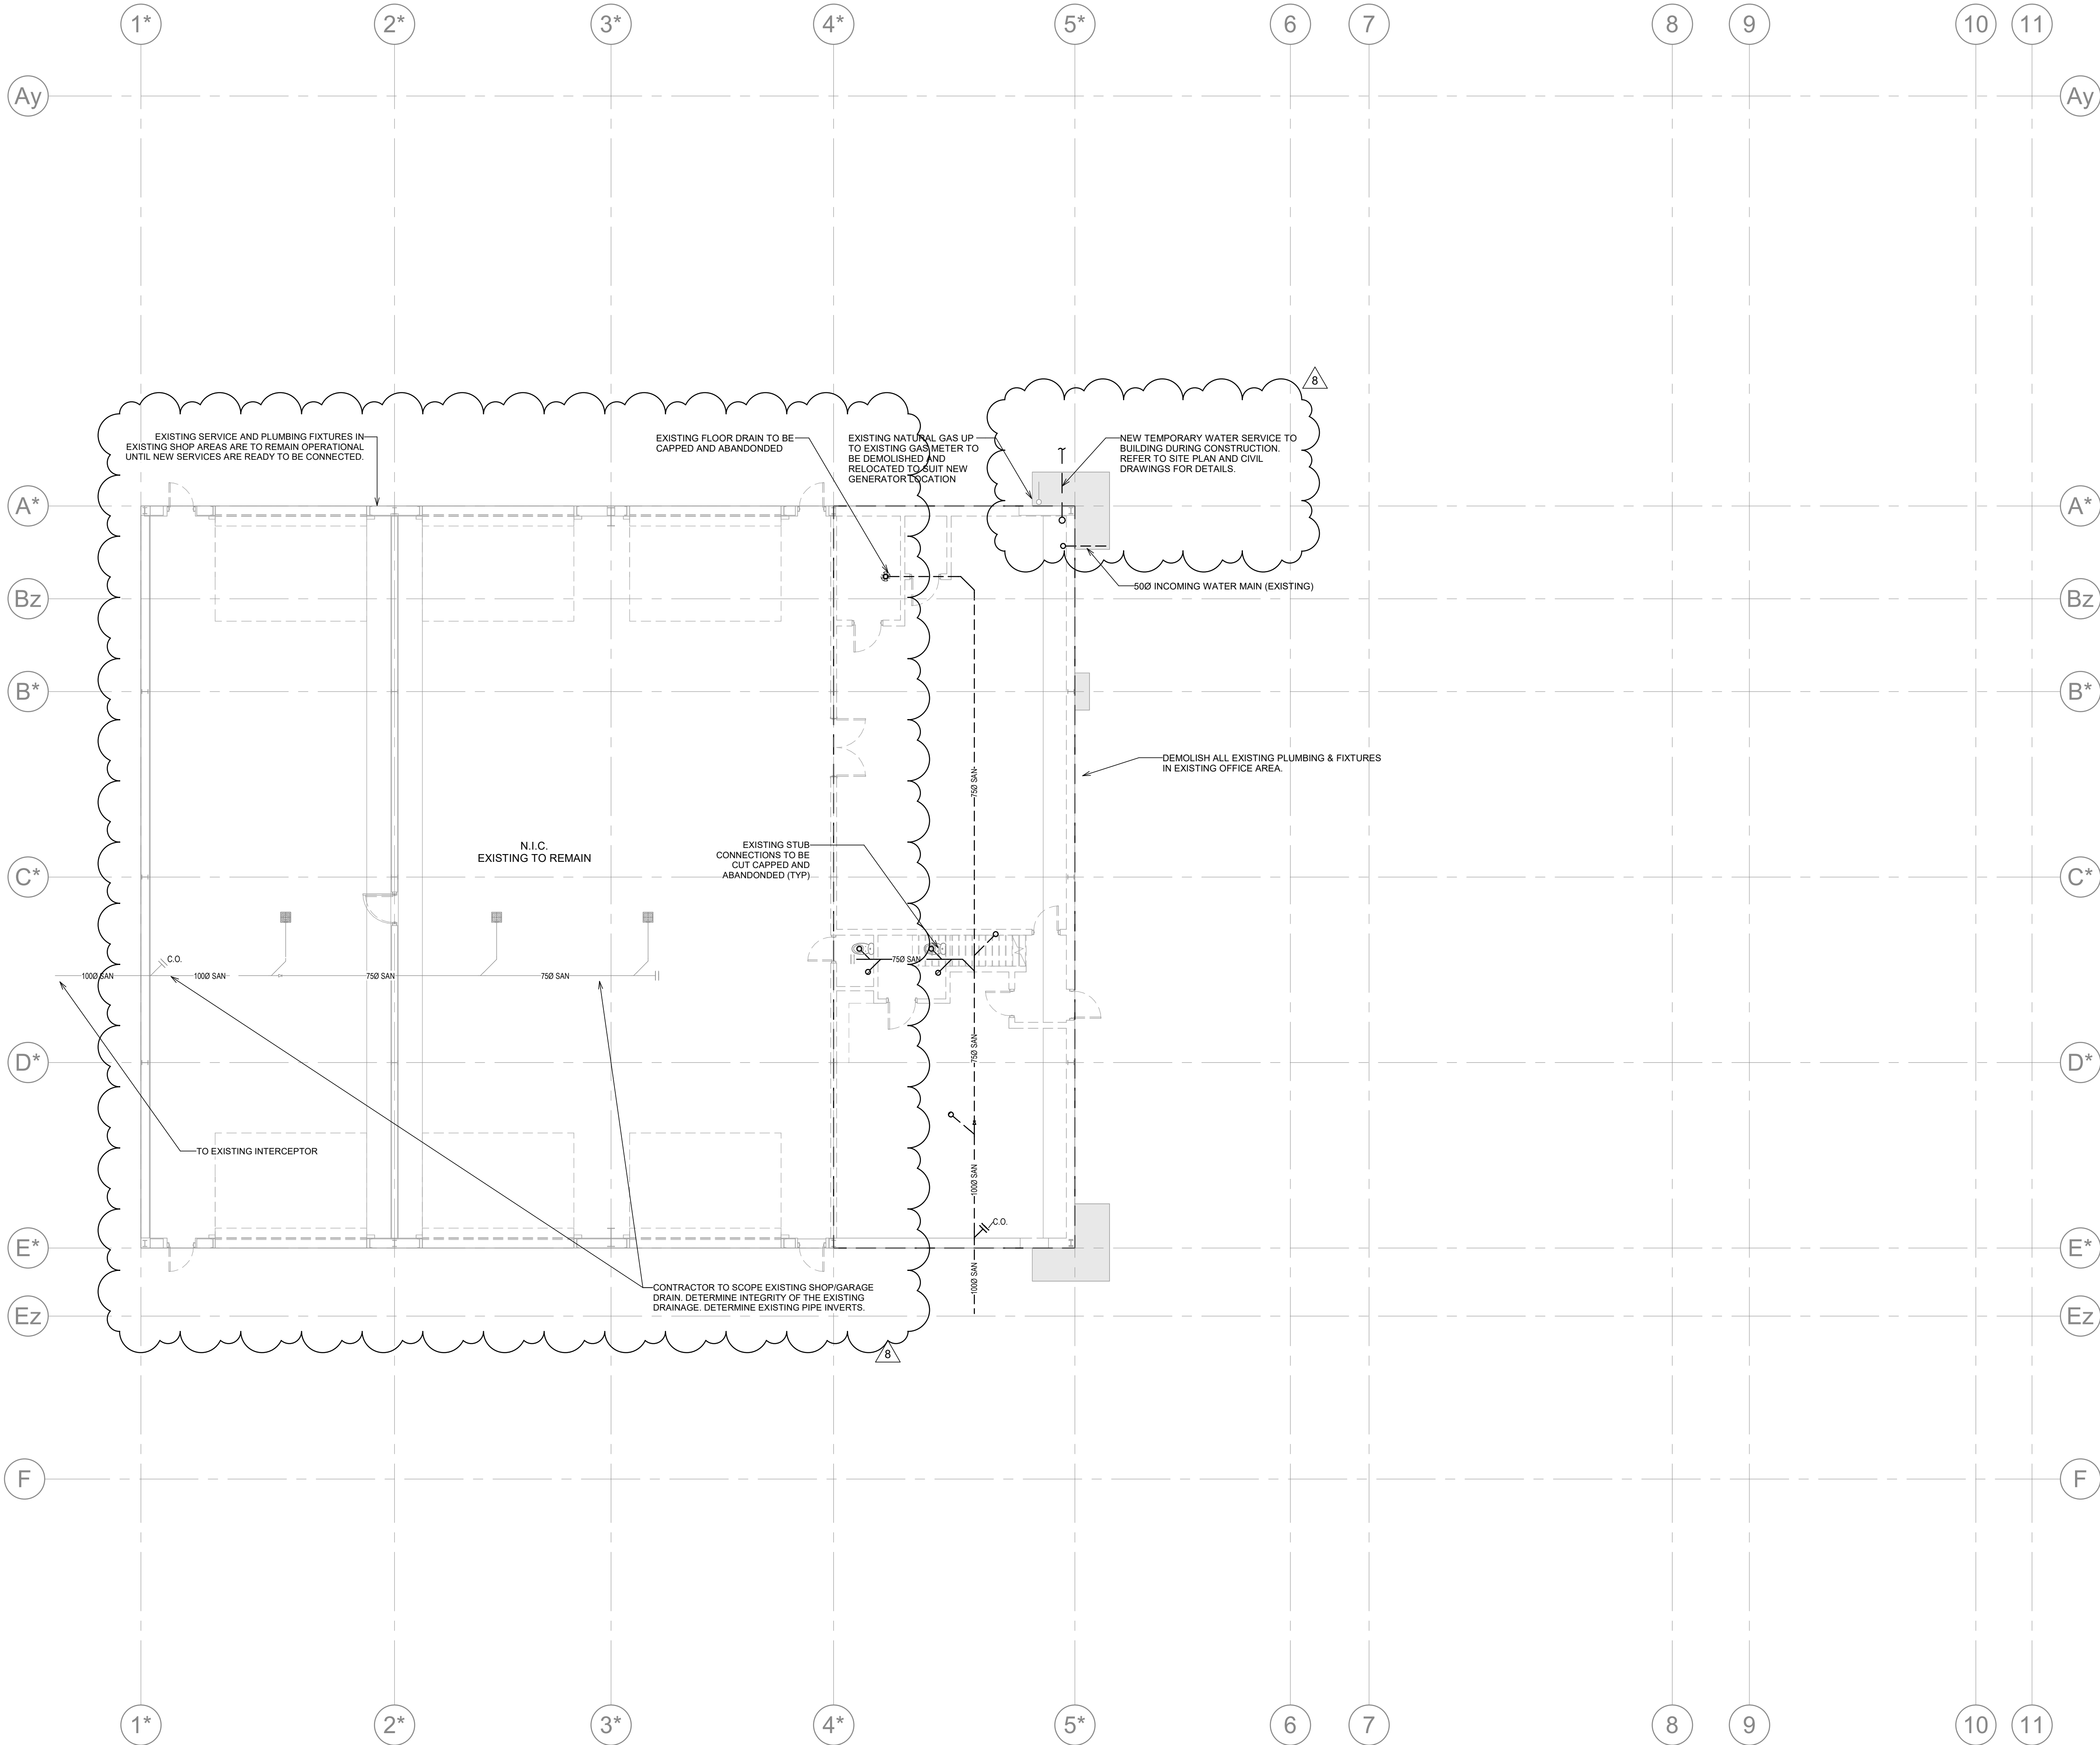 1*
2*
3*
4*
5*
6
7
8
9
10
11
Ay
Ay
8
EXISTING SERVICE AND PLUMBING FIXTURES IN
EXISTING SHOP AREAS ARE TO REMAIN OPERATIONAL
UNTIL NEW SERVICES ARE READY TO BE CONNECTED.
EXISTING FLOOR DRAIN TO BE
CAPPED AND ABANDONDED
EXISTING NATURAL GAS UP
TO EXISTING GAS METER TO
BE DEMOLISHED AND
RELOCATED TO SUIT NEW
GENERATOR LOCATION
NEW TEMPORARY WATER SERVICE TO
BUILDING DURING CONSTRUCTION.
REFER TO SITE PLAN AND CIVIL
DRAWINGS FOR DETAILS.
A*
A*
50Ø INCOMING WATER MAIN (EXISTING)
Bz
Bz
B*
B*
DEMOLISH ALL EXISTING PLUMBING & FIXTURES
IN EXISTING OFFICE AREA.
75Ø SAN
N.I.C.
EXISTING TO REMAIN
EXISTING STUB
CONNECTIONS TO BE
CUT CAPPED AND
ABANDONDED (TYP)
C*
C*
C.O.
75Ø SAN
100Ø SAN
100Ø SAN
75Ø SAN
75Ø SAN
75Ø SAN
D*
D*
TO EXISTING INTERCEPTOR
100Ø SAN
C.O.
E*
E*
100Ø SAN
CONTRACTOR TO SCOPE EXISTING SHOP/GARAGE
DRAIN. DETERMINE INTEGRITY OF THE EXISTING
DRAINAGE. DETERMINE EXISTING PIPE INVERTS.
Ez
Ez
8
F
F
1*
2*
3*
4*
5*
6
7
8
9
10
11